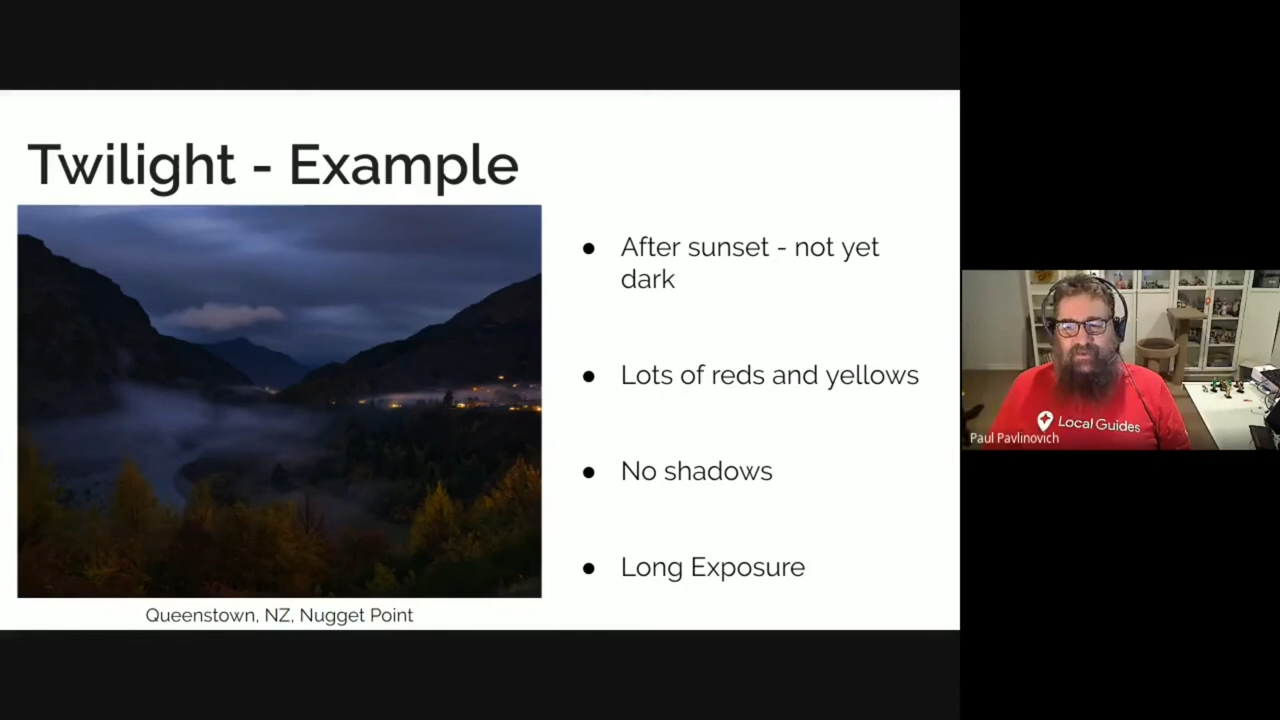 Twilight - Example
● After sunset - not yet
dark
● Lots of reds and yellows
● No shadows
● Long Exposure
Queenstown, NZ, Nugget Point
Local Guides
Paul Pavlinovich